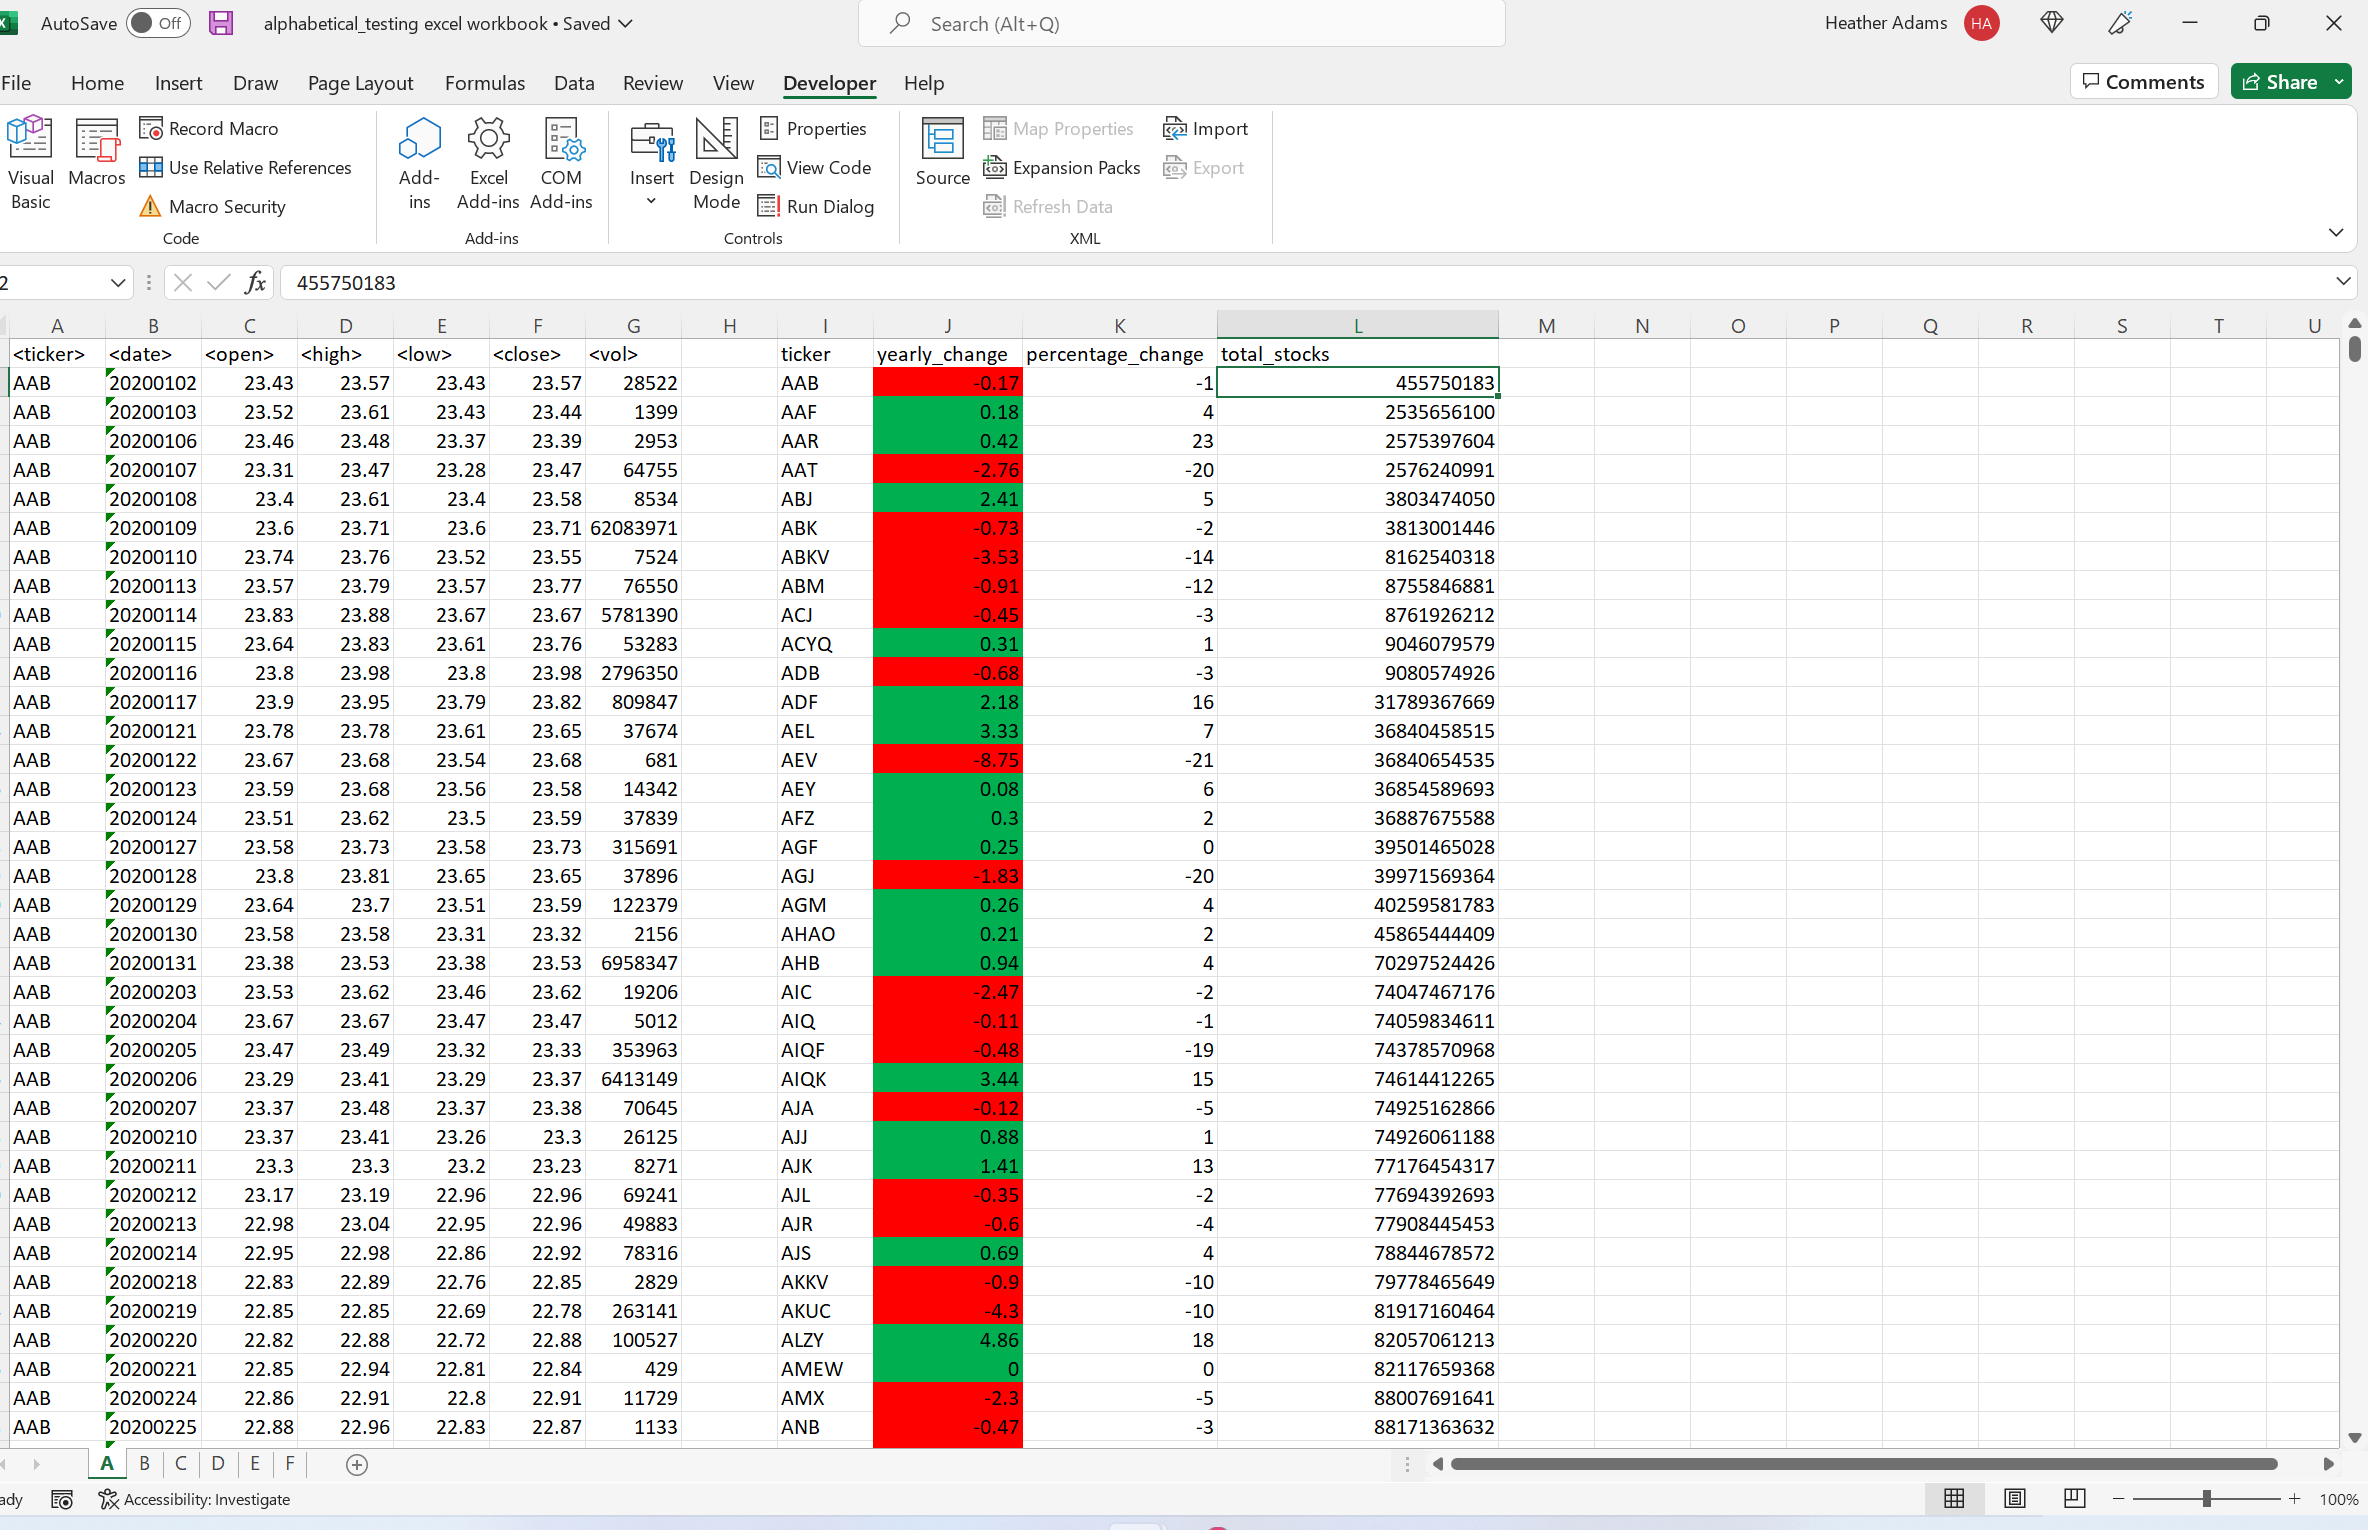 AutoSave Off alphabetical_testing excel workbook • Saved Search (Alt+Q) Heather Adams HA
File Home Insert Draw Page Layout Formulas Data Review View Developer Help Comments Share
Visual Basic Macros Record Macro Use Relative References Macro Security Code
Add-ins Excel Add-ins COM Add-ins Add-ins
Insert Design Mode Properties View Code Run Dialog Controls
Source Map Properties Expansion Packs Refresh Data Import Export XML
2 fx 455750183
A B C D E F G H I J K L M N O P Q R S T U
<ticker> <date> <open> <high> <low> <close> <vol> ticker yearly_change percentage_change total_stocks
AAB 20200102 23.43 23.57 23.43 23.57 28522 AAB -0.17 -1 455750183
AAB 20200103 23.52 23.61 23.43 23.44 1399 AAF 0.18 4 2535656100
AAB 20200106 23.46 23.48 23.37 23.39 2953 AAR 0.42 23 2575397604
AAB 20200107 23.31 23.47 23.28 23.47 64755 AAT -2.76 -20 2576240991
AAB 20200108 23.4 23.61 23.4 23.58 8534 ABJ 2.41 5 3803474050
AAB 20200109 23.6 23.71 23.6 23.71 62083971 ABK -0.73 -2 3813001446
AAB 20200110 23.74 23.76 23.52 23.55 7524 ABKV -3.53 -14 8162540318
AAB 20200113 23.57 23.79 23.57 23.77 76550 ABM -0.91 -12 8755846881
AAB 20200114 23.83 23.88 23.67 23.67 5781390 ACJ -0.45 -3 8761926212
AAB 20200115 23.64 23.83 23.61 23.76 53283 ACYQ 0.31 1 9046079579
AAB 20200116 23.8 23.98 23.8 23.98 2796350 ADB -0.68 -3 9080574926
AAB 20200117 23.9 23.95 23.79 23.82 809847 ADF 2.18 16 31789367669
AAB 20200121 23.78 23.78 23.61 23.65 37674 AEL 3.33 7 36840458515
AAB 20200122 23.67 23.68 23.54 23.68 681 AEV -8.75 -21 36840654535
AAB 20200123 23.59 23.68 23.56 23.58 14342 AEY 0.08 6 36854589693
AAB 20200124 23.51 23.62 23.5 23.59 37839 AFZ 0.3 2 36887675588
AAB 20200127 23.58 23.73 23.58 23.73 315691 AGF 0.25 0 39501465028
AAB 20200128 23.8 23.81 23.65 23.65 37896 AGJ -1.83 -20 39971569364
AAB 20200129 23.64 23.7 23.51 23.59 122379 AGM 0.26 4 40259581783
AAB 20200130 23.58 23.58 23.31 23.32 2156 AHAO 0.21 2 45865444409
AAB 20200131 23.38 23.53 23.38 23.53 6958347 AHB 0.94 4 70297524426
AAB 20200203 23.53 23.62 23.46 23.62 19206 AIC -2.47 -2 74047467176
AAB 20200204 23.67 23.67 23.47 23.47 5012 AIQ -0.11 -1 74059834611
AAB 20200205 23.47 23.49 23.32 23.33 353963 AIQF -0.48 -19 74378570968
AAB 20200206 23.29 23.41 23.29 23.37 6413149 AIQK 3.44 15 74614412265
AAB 20200207 23.37 23.48 23.37 23.38 70645 AJA -0.12 -5 74925162866
AAB 20200210 23.37 23.41 23.26 23.3 26125 AJJ 0.88 1 74926061188
AAB 20200211 23.3 23.3 23.2 23.23 8271 AJK 1.41 13 77176454317
AAB 20200212 23.17 23.19 22.96 22.96 69241 AJL -0.35 -2 77694392693
AAB 20200213 22.98 23.04 22.95 22.96 49883 AJR -0.6 -4 77908445453
AAB 20200214 22.95 22.98 22.86 22.92 78316 AJS 0.69 4 78844678572
AAB 20200218 22.83 22.89 22.76 22.85 2829 AKKV -0.9 -10 79778465649
AAB 20200219 22.85 22.85 22.69 22.78 263141 AKUC -4.3 -10 81917160464
AAB 20200220 22.82 22.88 22.72 22.88 100527 ALZY 4.86 18 82057061213
AAB 20200221 22.85 22.94 22.81 22.84 429 AMEW 0 0 82117659368
AAB 20200224 22.86 22.91 22.8 22.91 11729 AMX -2.3 -5 88007691641
AAB 20200225 22.88 22.96 22.83 22.87 1133 ANB -0.47 -3 88171363632
A B C D E F
ady Accessibility: Investigate 100%